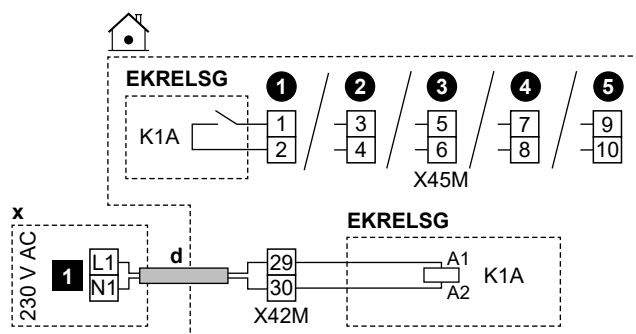 EKRELSG
1 2 3 4 5
K1A
1 3 5 7 9
2 4 6 8 10
X45M
x
EKRELSG
230 V AC
1
L1
N1
d
29
30
A1
A2
K1A
X42M